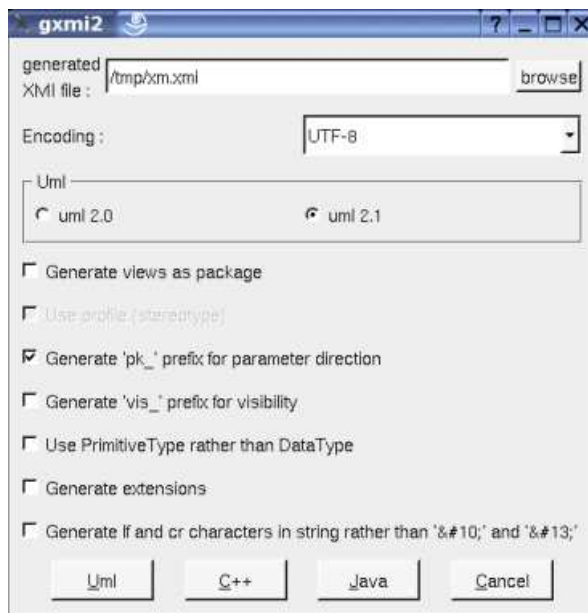 gxmi2
generated
XMI file :
/tmp/xm.xmi
browse
Encoding :
UTF-8
Uml
uml 2.0
uml 2.1
Generate views as package
Use profile (stereotype)
Generate 'pk_' prefix for parameter direction
Generate 'vis_' prefix for visibility
Use PrimitiveType rather than DataType
Generate extensions
Generate lf and cr characters in string rather than '&#10;' and '&#13;'
Uml
C++
Java
Cancel